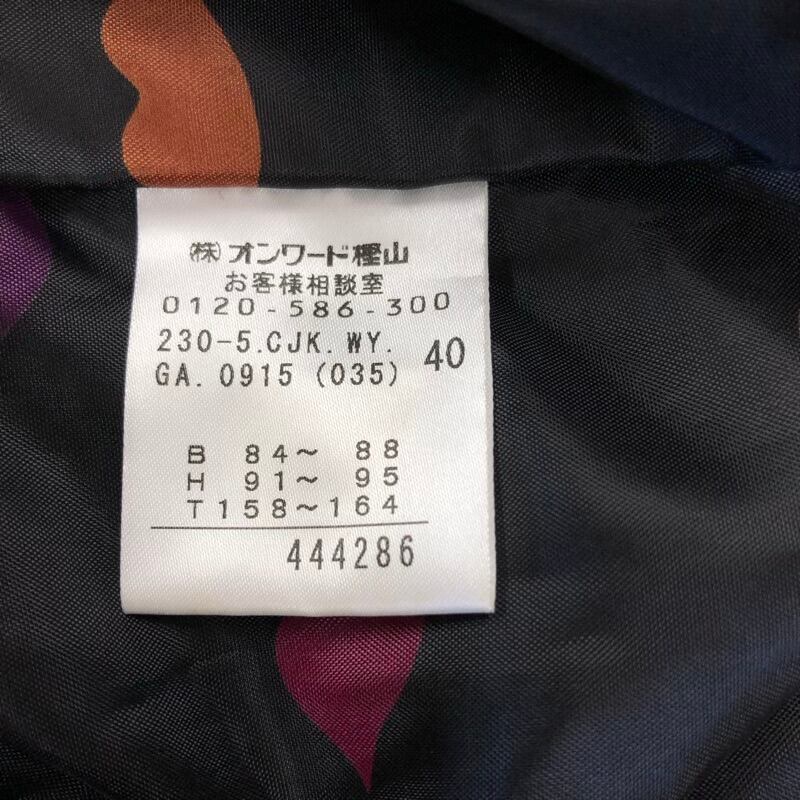 ㈱オンワード樫山
お客様相談室
0120-586-300
230-5.CJK.WY.
GA.0915(035) 40
B 84～ 88
H 91～ 95
T158～164
444286